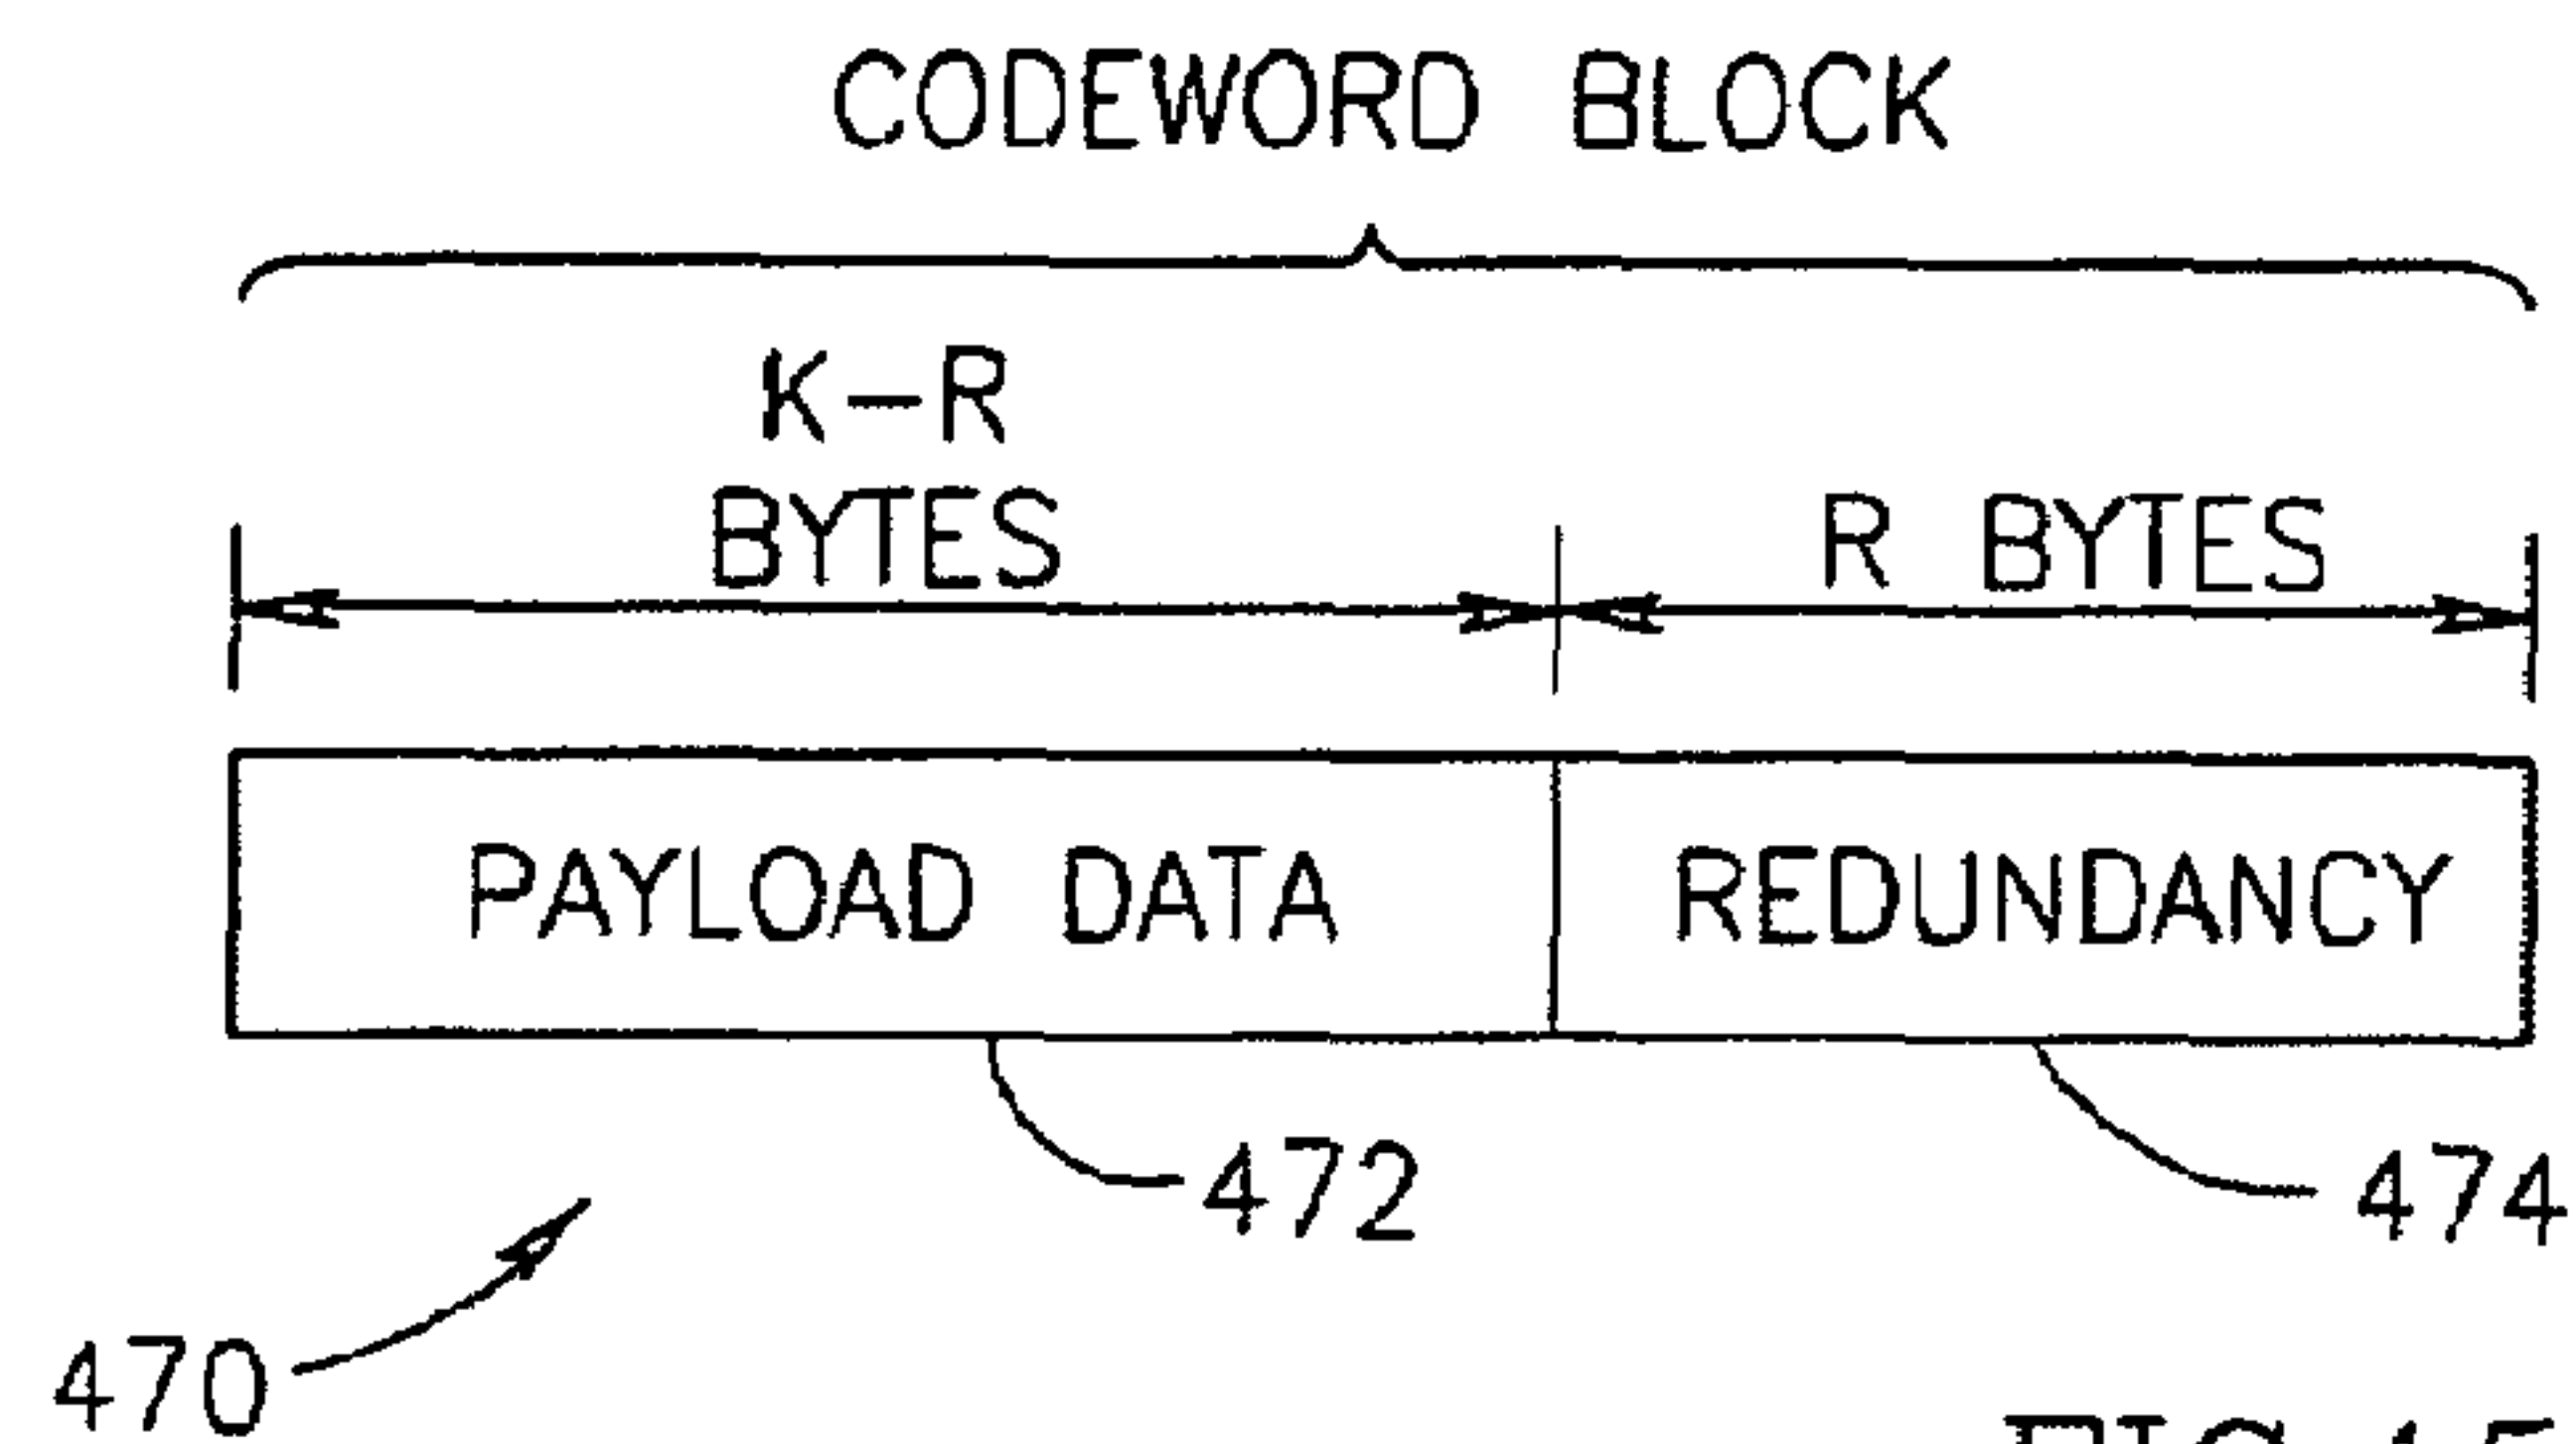 CODEWORD BLOCK
K-R
BYTES
R BYTES
PAYLOAD DATA
REDUNDANCY
472
474
470